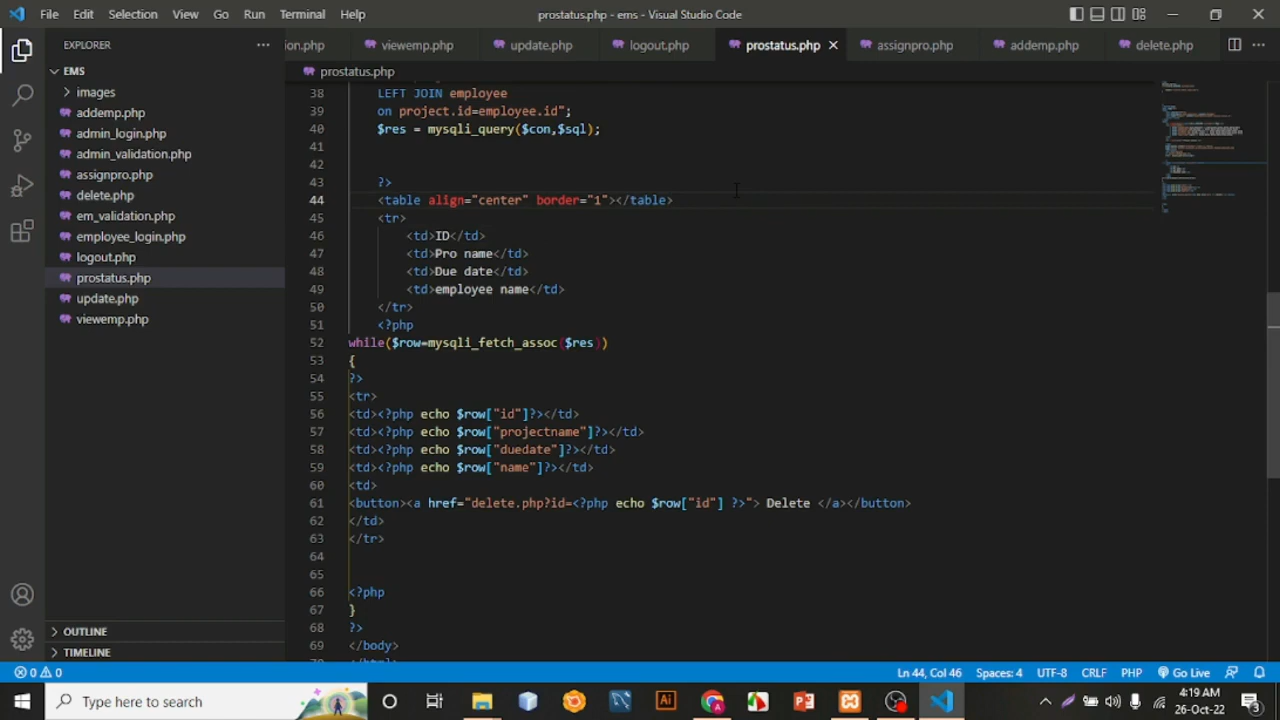 File Edit Selection View Go Run Terminal Help
prostatus.php - ems - Visual Studio Code
EXPLORER
ion.php viewemp.php update.php logout.php prostatus.php assignpro.php addemp.php delete.php
EMS
images
addemp.php
admin_login.php
admin_validation.php
assignpro.php
delete.php
em_validation.php
employee_login.php
logout.php
prostatus.php
update.php
viewemp.php
OUTLINE
TIMELINE
prostatus.php
38 LEFT JOIN employee
39 on project.id=employee.id";
40 $res = mysqli_query($con,$sql);
41
42
43 ?>
44 <table align="center" border="1"></table>
45 <tr>
46 <td>ID</td>
47 <td>Pro name</td>
48 <td>Due date</td>
49 <td>employee name</td>
50 </tr>
51 <?php
52 while($row=mysqli_fetch_assoc($res))
53 {
54 ?>
55 <tr>
56 <td><?php echo $row["id"]?></td>
57 <td><?php echo $row["projectname"]?></td>
58 <td><?php echo $row["duedate"]?></td>
59 <td><?php echo $row["name"]?></td>
60 <td>
61 <button><a href="delete.php?id=<?php echo $row["id"] ?>"> Delete </a></button>
62 </td>
63 </tr>
64
65
66 <?php
67 }
68 ?>
69 </body>
0 0
Ln 44, Col 46 Spaces: 4 UTF-8 CRLF PHP Go Live
Type here to search
4:19 AM
26-Oct-22
3